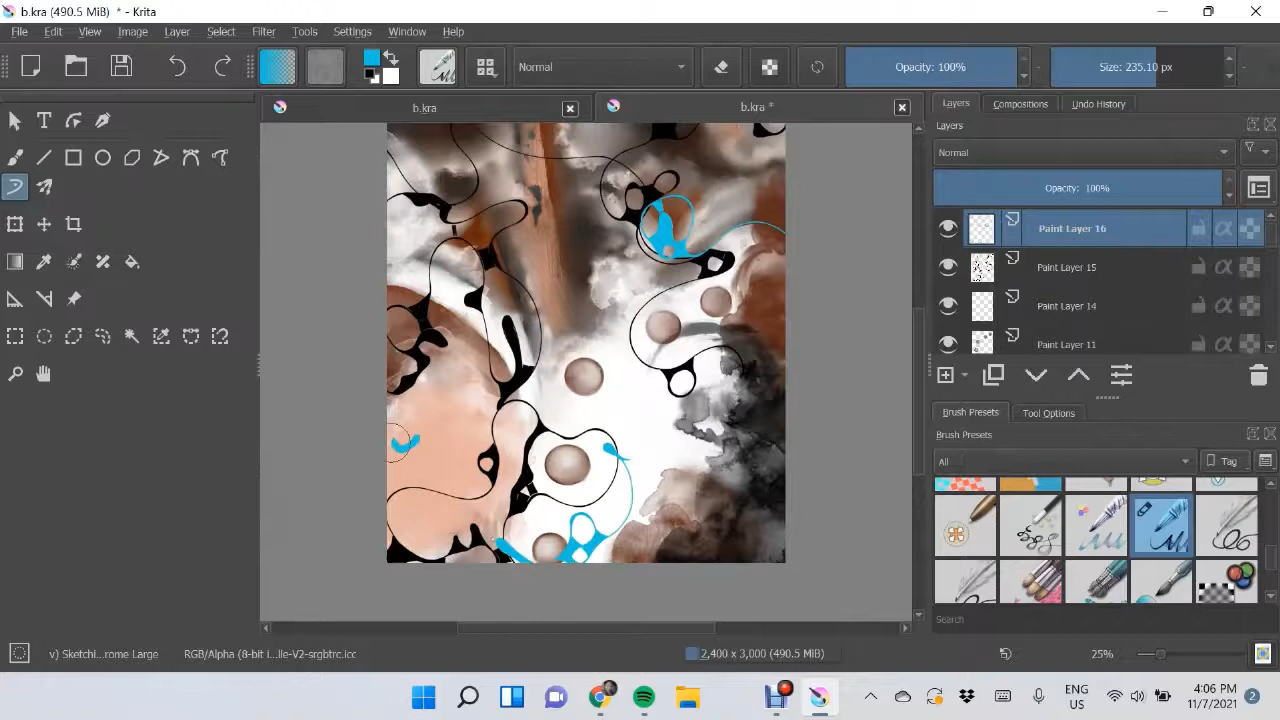 b.kra (490.5 MiB) * - Krita
File Edit View Image Layer Select Filter Tools Settings Window Help
Normal
Opacity: 100%
Size: 235.10 px
b.kra
b.kra *
Layers Compositions Undo History
Layers
Normal
Opacity: 100%
Paint Layer 16
Paint Layer 15
Paint Layer 14
Paint Layer 11
Brush Presets Tool Options
Brush Presets
All
Tag
Search
v) Sketchi...rome Large
RGB/Alpha (8-bit i...lle-V2-srgbtrc.icc
2,400 x 3,000 (490.5 MiB)
25%
ENG
US
4:06 PM
11/7/2021
2